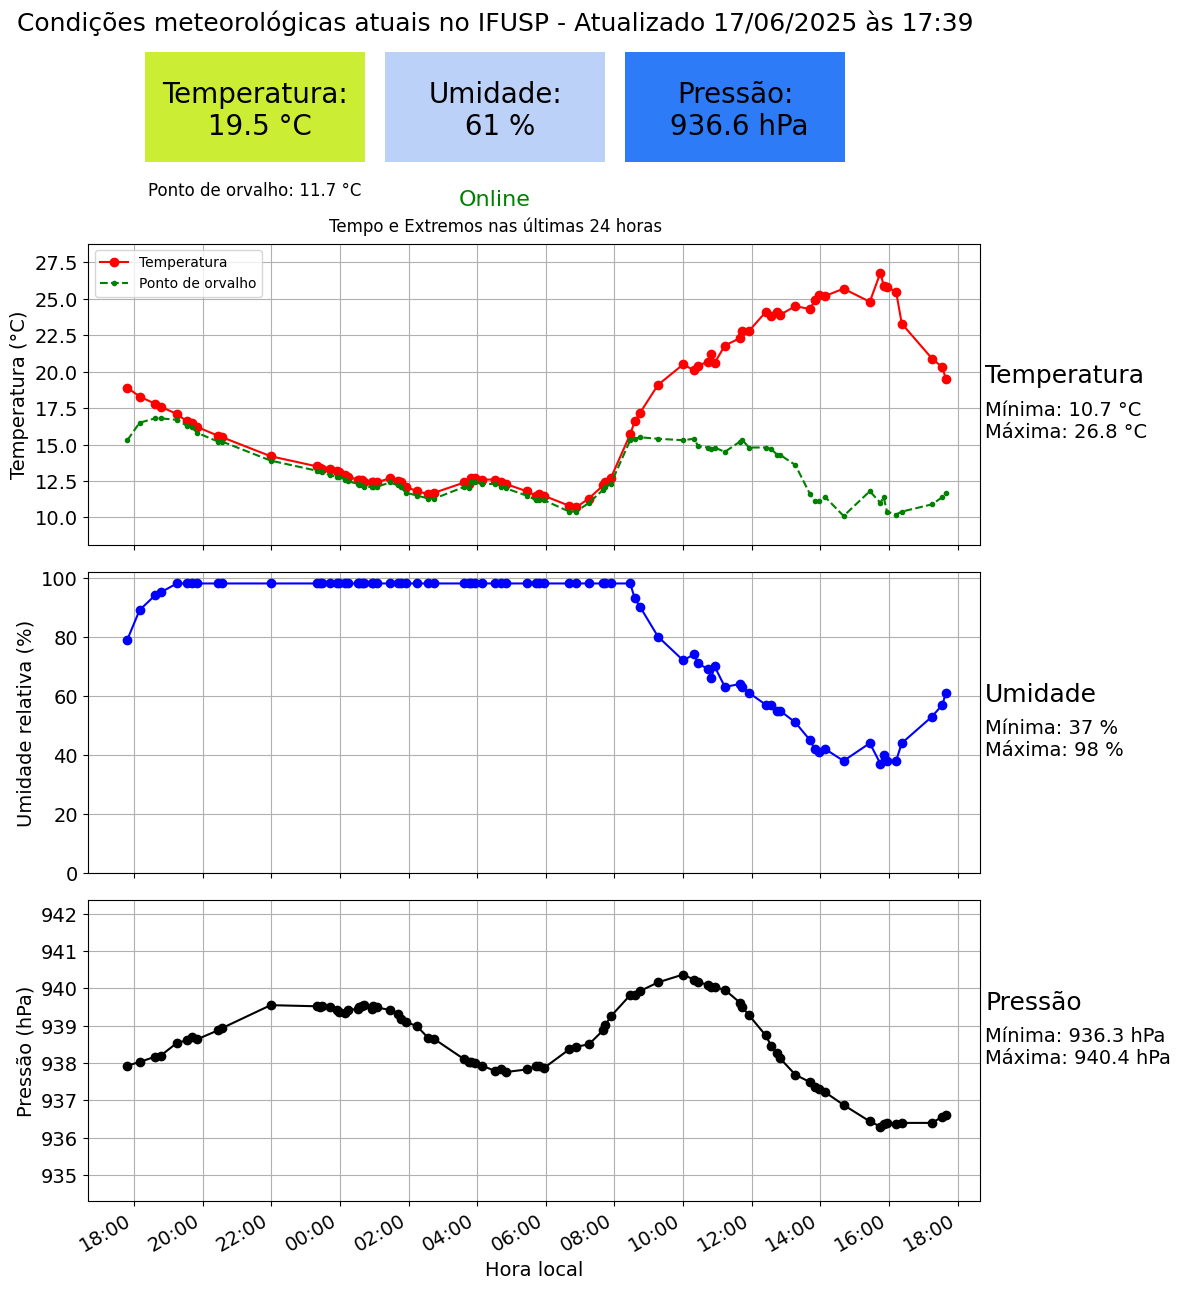 Condições meteorológicas atuais no IFUSP - Atualizado 17/06/2025 às 17:39
Temperatura:
19.5 °C
Umidade:
61 %
Pressão:
936.6 hPa
Ponto de orvalho: 11.7 °C
Online
Tempo e Extremos nas últimas 24 horas
Temperatura
Ponto de orvalho
Temperatura (°C)
27.5
25.0
22.5
20.0
17.5
15.0
12.5
10.0
Temperatura
Mínima: 10.7 °C
Máxima: 26.8 °C
Umidade relativa (%)
100
80
60
40
20
0
Umidade
Mínima: 37 %
Máxima: 98 %
Pressão (hPa)
942
941
940
939
938
937
936
935
Pressão
Mínima: 936.3 hPa
Máxima: 940.4 hPa
18:00 20:00 22:00 00:00 02:00 04:00 06:00 08:00 10:00 12:00 14:00 16:00 18:00
Hora local